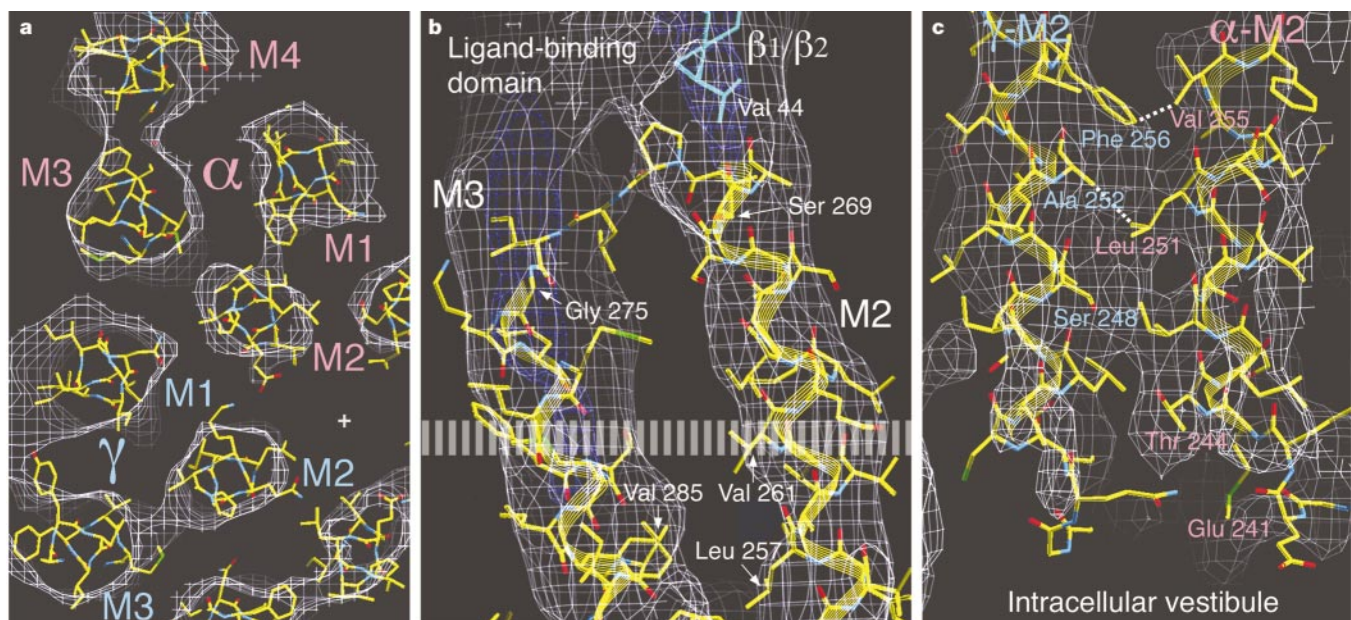 a
M4
M3
α
M1
M2
M1
γ
M2
M3
b
Ligand-binding
domain
β1/β2
Val 44
M3
Ser 269
Gly 275
M2
Val 285
Val 261
Leu 257
c
γ-M2
α-M2
Val 255
Phe 256
Ala 252
Leu 251
Ser 248
Thr 244
Glu 241
Intracellular vestibule